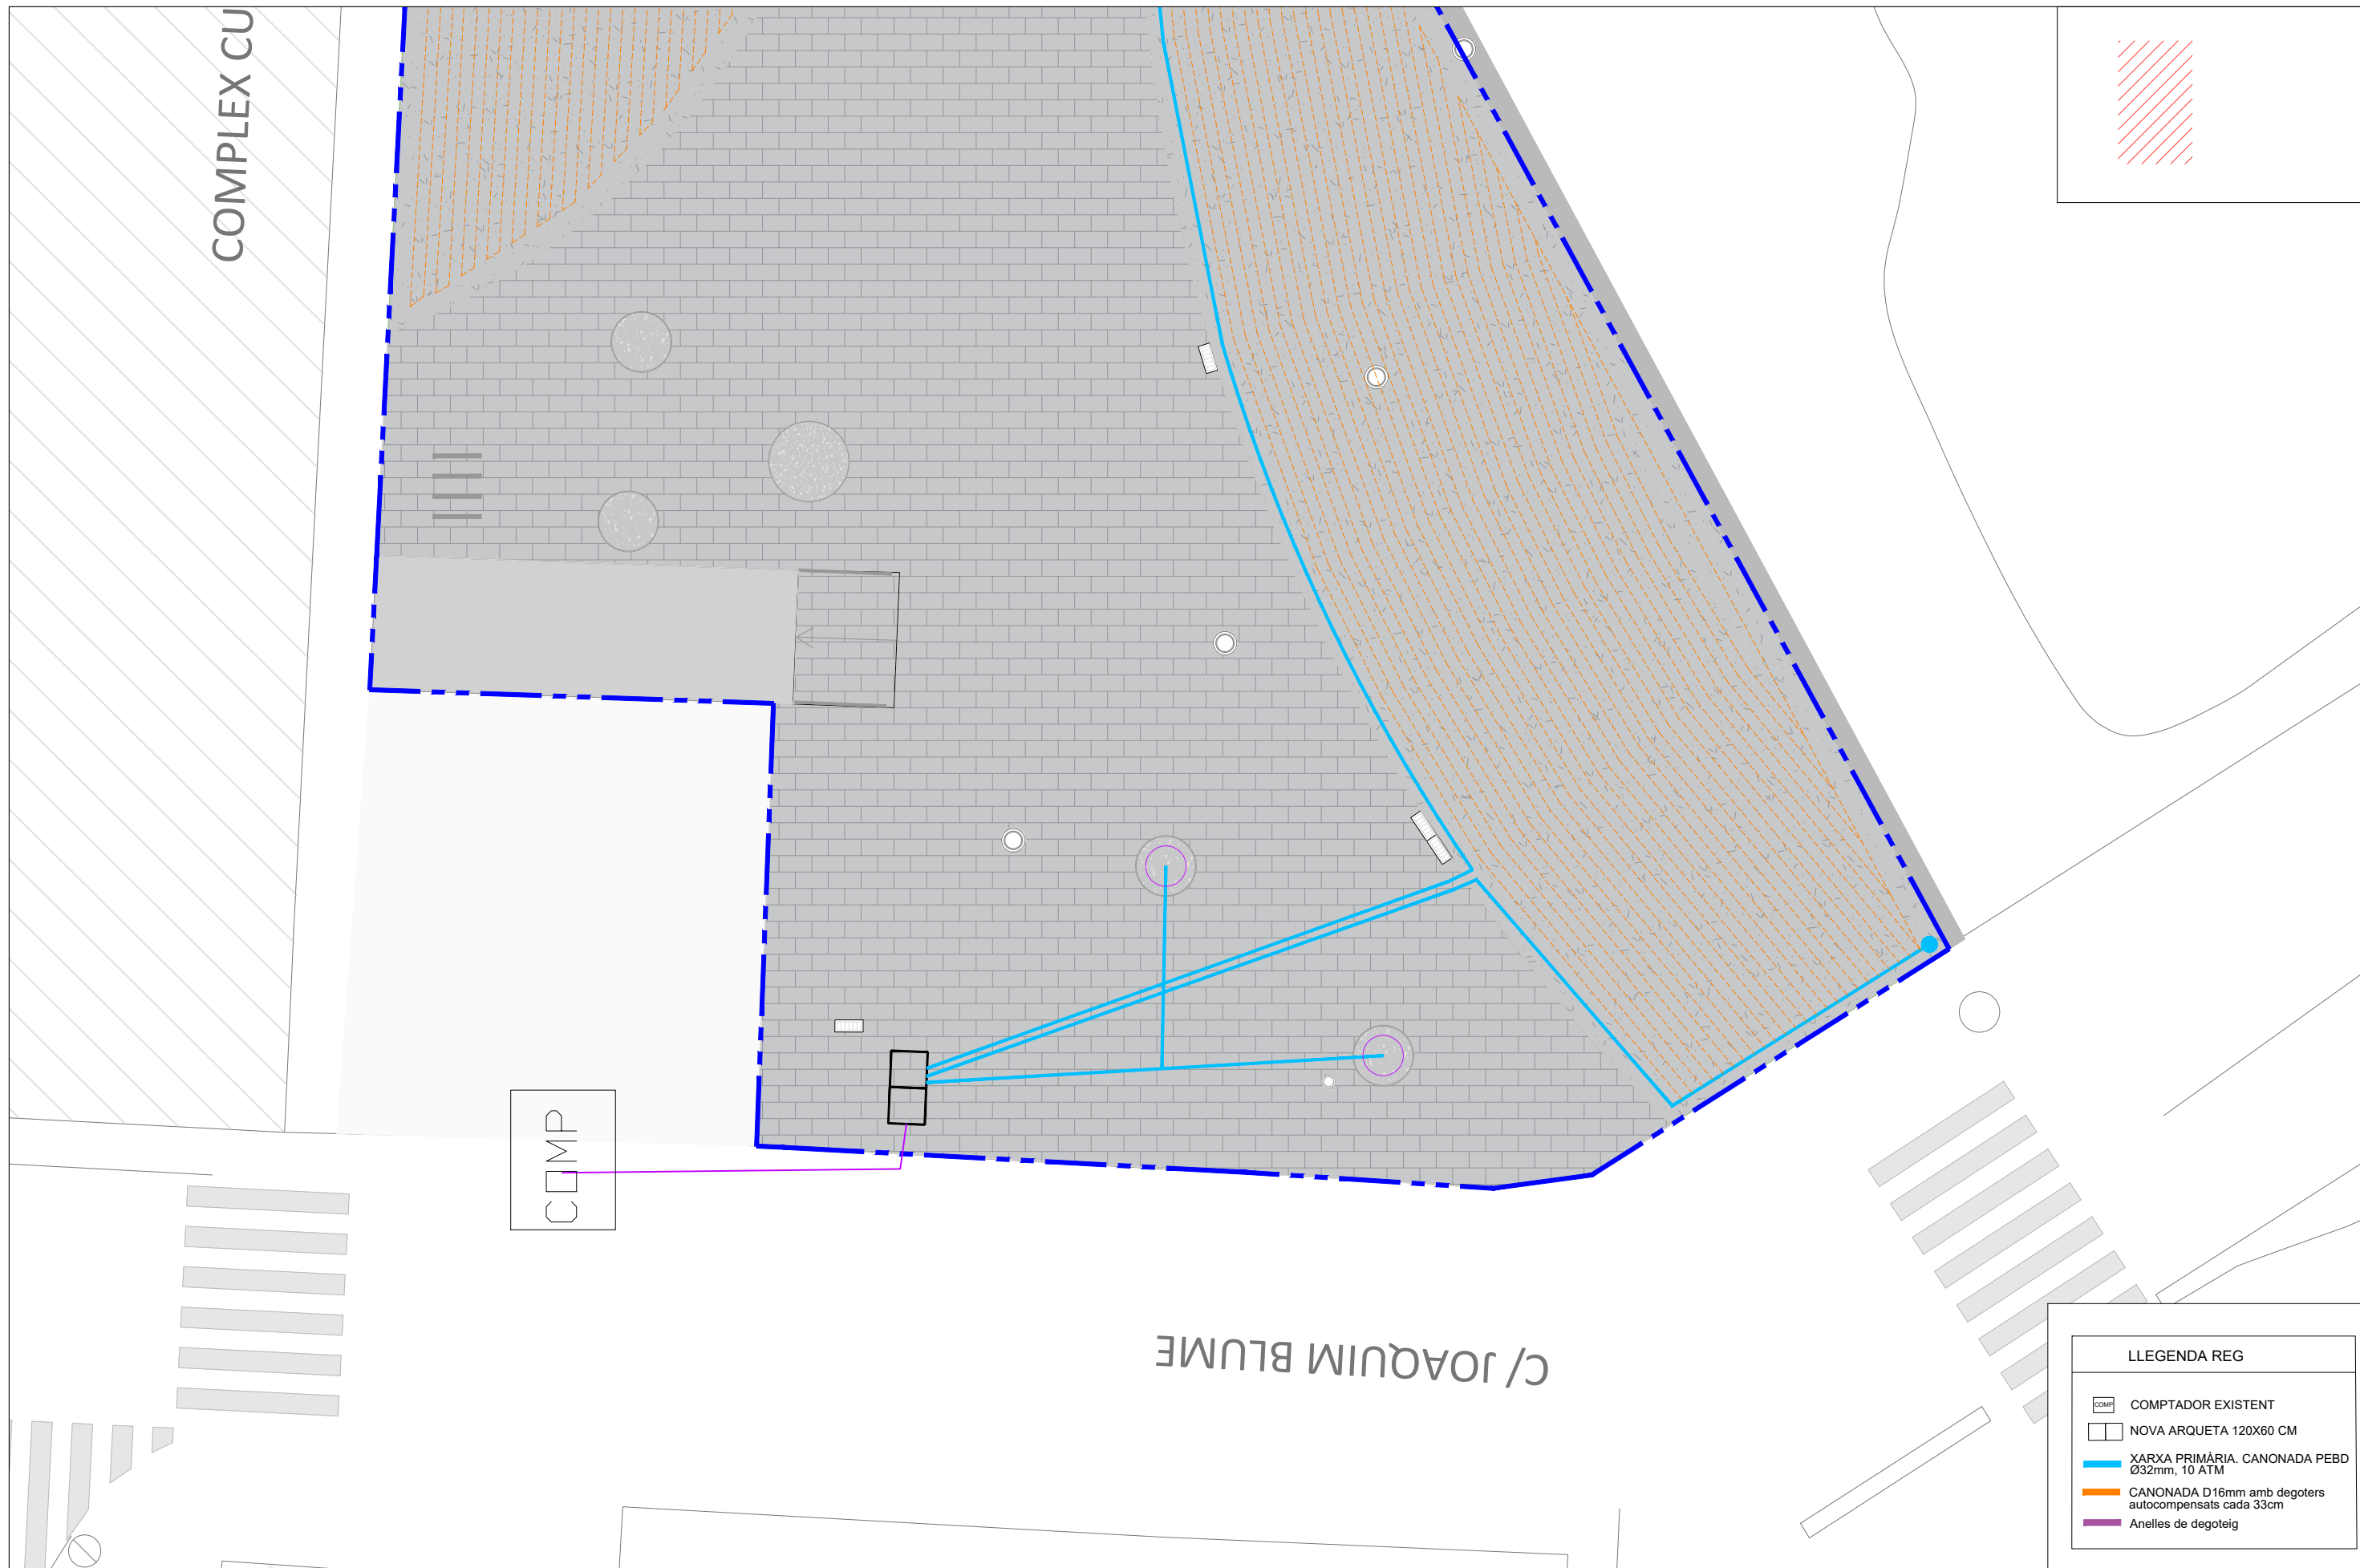 COMPLEX CU
COMP
C/ JOAQUIM BLUME
LLEGENDA REG
COMP
COMPTADOR EXISTENT
NOVA ARQUETA 120X60 CM
XARXA PRIMÀRIA. CANONADA PEBD
Ø32mm, 10 ATM
CANONADA D16mm amb degoters
autocompensats cada 33cm
Anelles de degoteig